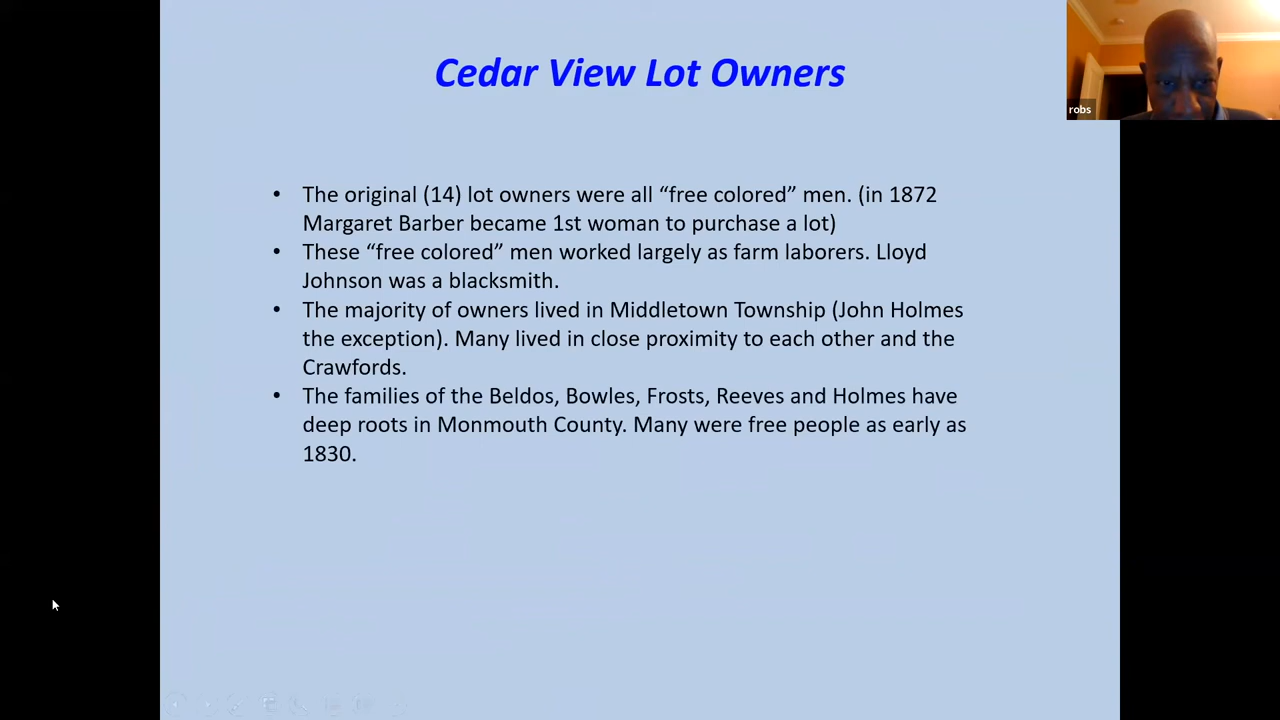 Cedar View Lot Owners
robs
• The original (14) lot owners were all “free colored” men. (in 1872
Margaret Barber became 1st woman to purchase a lot)
• These “free colored” men worked largely as farm laborers. Lloyd
Johnson was a blacksmith.
• The majority of owners lived in Middletown Township (John Holmes
the exception). Many lived in close proximity to each other and the
Crawfords.
• The families of the Beldos, Bowles, Frosts, Reeves and Holmes have
deep roots in Monmouth County. Many were free people as early as
1830.